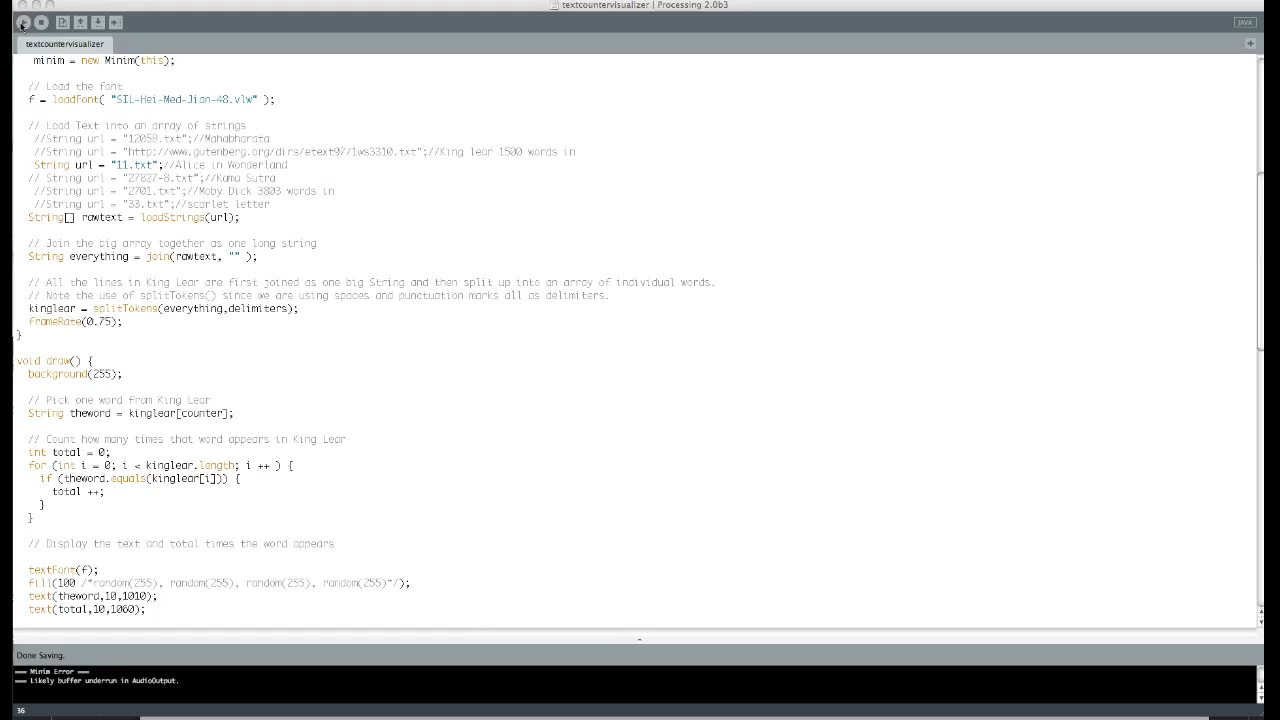 textcountervisualizer | Processing 2.0b3
JAVA
textcountervisualizer
minim = new Minim(this);
// Load the font
f = loadFont( "SIL-Hei-Med-Jian-48.vlw" );
// Load Text into an array of strings
//String url = "12058.txt";//Mahabharata
//String url = "http://www.gutenberg.org/dirs/etext97/1ws3310.txt";//King lear 1500 words in
String url = "11.txt";//Alice in Wonderland
// String url = "27827-8.txt";//Kama Sutra
//String url = "2701.txt";//Moby Dick 3803 words in
//String url = "33.txt";//scarlet letter
String[] rawtext = loadStrings(url);
// Join the big array together as one long string
String everything = join(rawtext, "" );
// All the lines in King Lear are first joined as one big String and then split up into an array of individual words.
// Note the use of splitTokens() since we are using spaces and punctuation marks all as delimiters.
kinglear = splitTokens(everything,delimiters);
frameRate(0.75);
}
void draw() {
background(255);
// Pick one word from King Lear
String theword = kinglear[counter];
// Count how many times that word appears in King Lear
int total = 0;
for (int i = 0; i < kinglear.length; i ++ ) {
if (theword.equals(kinglear[i])) {
total ++;
}
}
// Display the text and total times the word appears
textFont(f);
fill(100 /*random(255), random(255), random(255), random(255)*/);
text(theword,10,1010);
text(total,10,1060);
Done Saving.
=== Minim Error ===
=== Likely buffer underrun in AudioOutput.
36